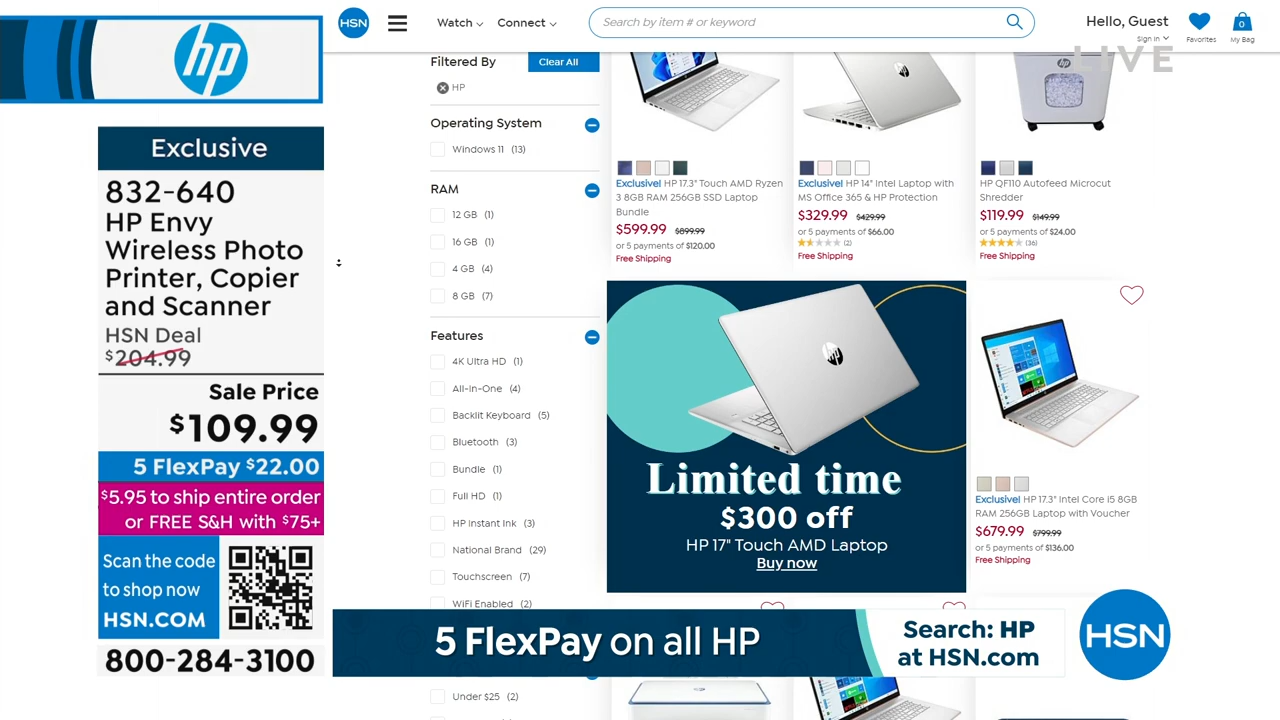 hp
Exclusive
832-640
HP Envy
Wireless Photo
Printer, Copier
and Scanner
HSN Deal
$204.99
Sale Price
$109.99
5 FlexPay $22.00
$5.95 to ship entire order
or FREE S&H with $75+
Scan the code
to shop now
HSN.COM
800-284-3100
HSN
Watch
Connect
Search by item # or keyword
Hello, Guest
Sign In
Favorites
0
My Bag
LIVE
Filtered By
Clear All
HP
Operating System
Windows 11 (13)
RAM
12 GB (1)
16 GB (1)
4 GB (4)
8 GB (7)
Features
4K Ultra HD (1)
All-In-One (4)
Backlit Keyboard (5)
Bluetooth (3)
Bundle (1)
Full HD (1)
HP Instant Ink (3)
National Brand (29)
Touchscreen (7)
WiFi Enabled (2)
Under $25 (2)
Exclusive! HP 17.3" Touch AMD Ryzen
3 8GB RAM 256GB SSD Laptop
Bundle
$599.99 $899.99
or 5 payments of $120.00
Free Shipping
Exclusive! HP 14" Intel Laptop with
MS Office 365 & HP Protection
$329.99 $429.99
or 5 payments of $66.00
(2)
Free Shipping
HP QF110 Autofeed Microcut
Shredder
$119.99 $149.99
or 5 payments of $24.00
(36)
Free Shipping
Limited time
$300 off
HP 17" Touch AMD Laptop
Buy now
Exclusive! HP 17.3" Intel Core i5 8GB
RAM 256GB Laptop with Voucher
$679.99 $799.99
or 5 payments of $136.00
Free Shipping
5 FlexPay on all HP
Search: HP
at HSN.com
HSN